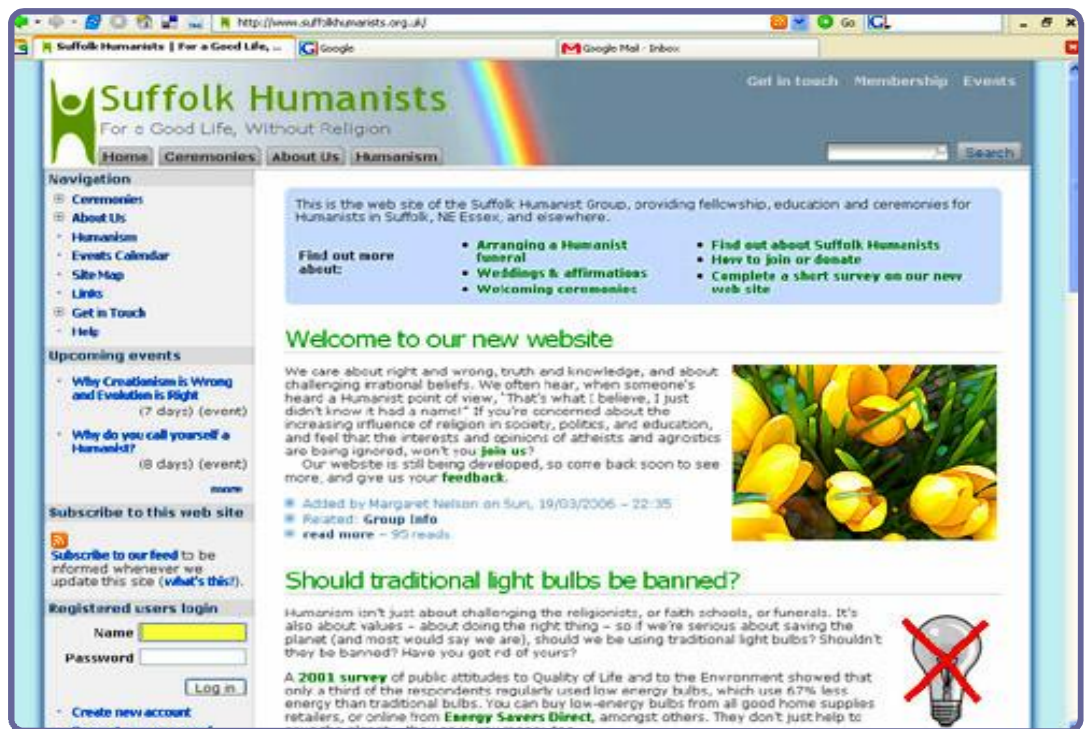 http://www.suffolkhumanists.org.uk/
Go
Suffolk Humanists | For a Good Life, ...
Google
Google Mail - Inbox
Get in touch Membership Events
Suffolk Humanists
For a Good Life, Without Religion
Home Ceremonies About Us Humanism
Search
Navigation
Ceremonies
About Us
Humanism
Events Calendar
Site Map
Links
Get in Touch
Help
Upcoming events
Why Creationism is Wrong
and Evolution is Right
(7 days) (event)
Why do you call yourself a
Humanist?
(8 days) (event)
more
Subscribe to this web site
Subscribe to our feed to be
informed whenever we
update this site (what's this?).
Registered users login
Name
Password
Log in
Create new account
This is the web site of the Suffolk Humanist Group, providing fellowship, education and ceremonies for
Humanists in Suffolk, NE Essex, and elsewhere.
Find out more
about:
Arranging a Humanist
funeral
Weddings & affirmations
Welcoming ceremonies
Find out about Suffolk Humanists
How to join or donate
Complete a short survey on our new
web site
Welcome to our new website
We care about right and wrong, truth and knowledge, and about
challenging irrational beliefs. We often hear, when someone's
heard a Humanist point of view, "That's what I believe, I just
didn't know it had a name!" If you're concerned about the
increasing influence of religion in society, politics, and education,
and feel that the interests and opinions of atheists and agnostics
are being ignored, won't you join us?
Our website is still being developed, so come back soon to see
more, and give us your feedback.
Added by Margaret Nelson on Sun, 19/03/2006 – 22:35
Related: Group Info
read more – 95 reads
Should traditional light bulbs be banned?
Humanism isn't just about challenging the religionists, or faith schools, or funerals. It's
also about values – about doing the right thing – so if we're serious about saving the
planet (and most would say we are), should we be using traditional light bulbs? Shouldn't
they be banned? Have you got rid of yours?
A 2001 survey of public attitudes to Quality of Life and to the Environment showed that
only a third of the respondents regularly used low energy bulbs, which use 67% less
energy than traditional bulbs. You can buy low-energy bulbs from all good home supplies
retailers, or online from Energy Savers Direct, amongst others. They don't just help to